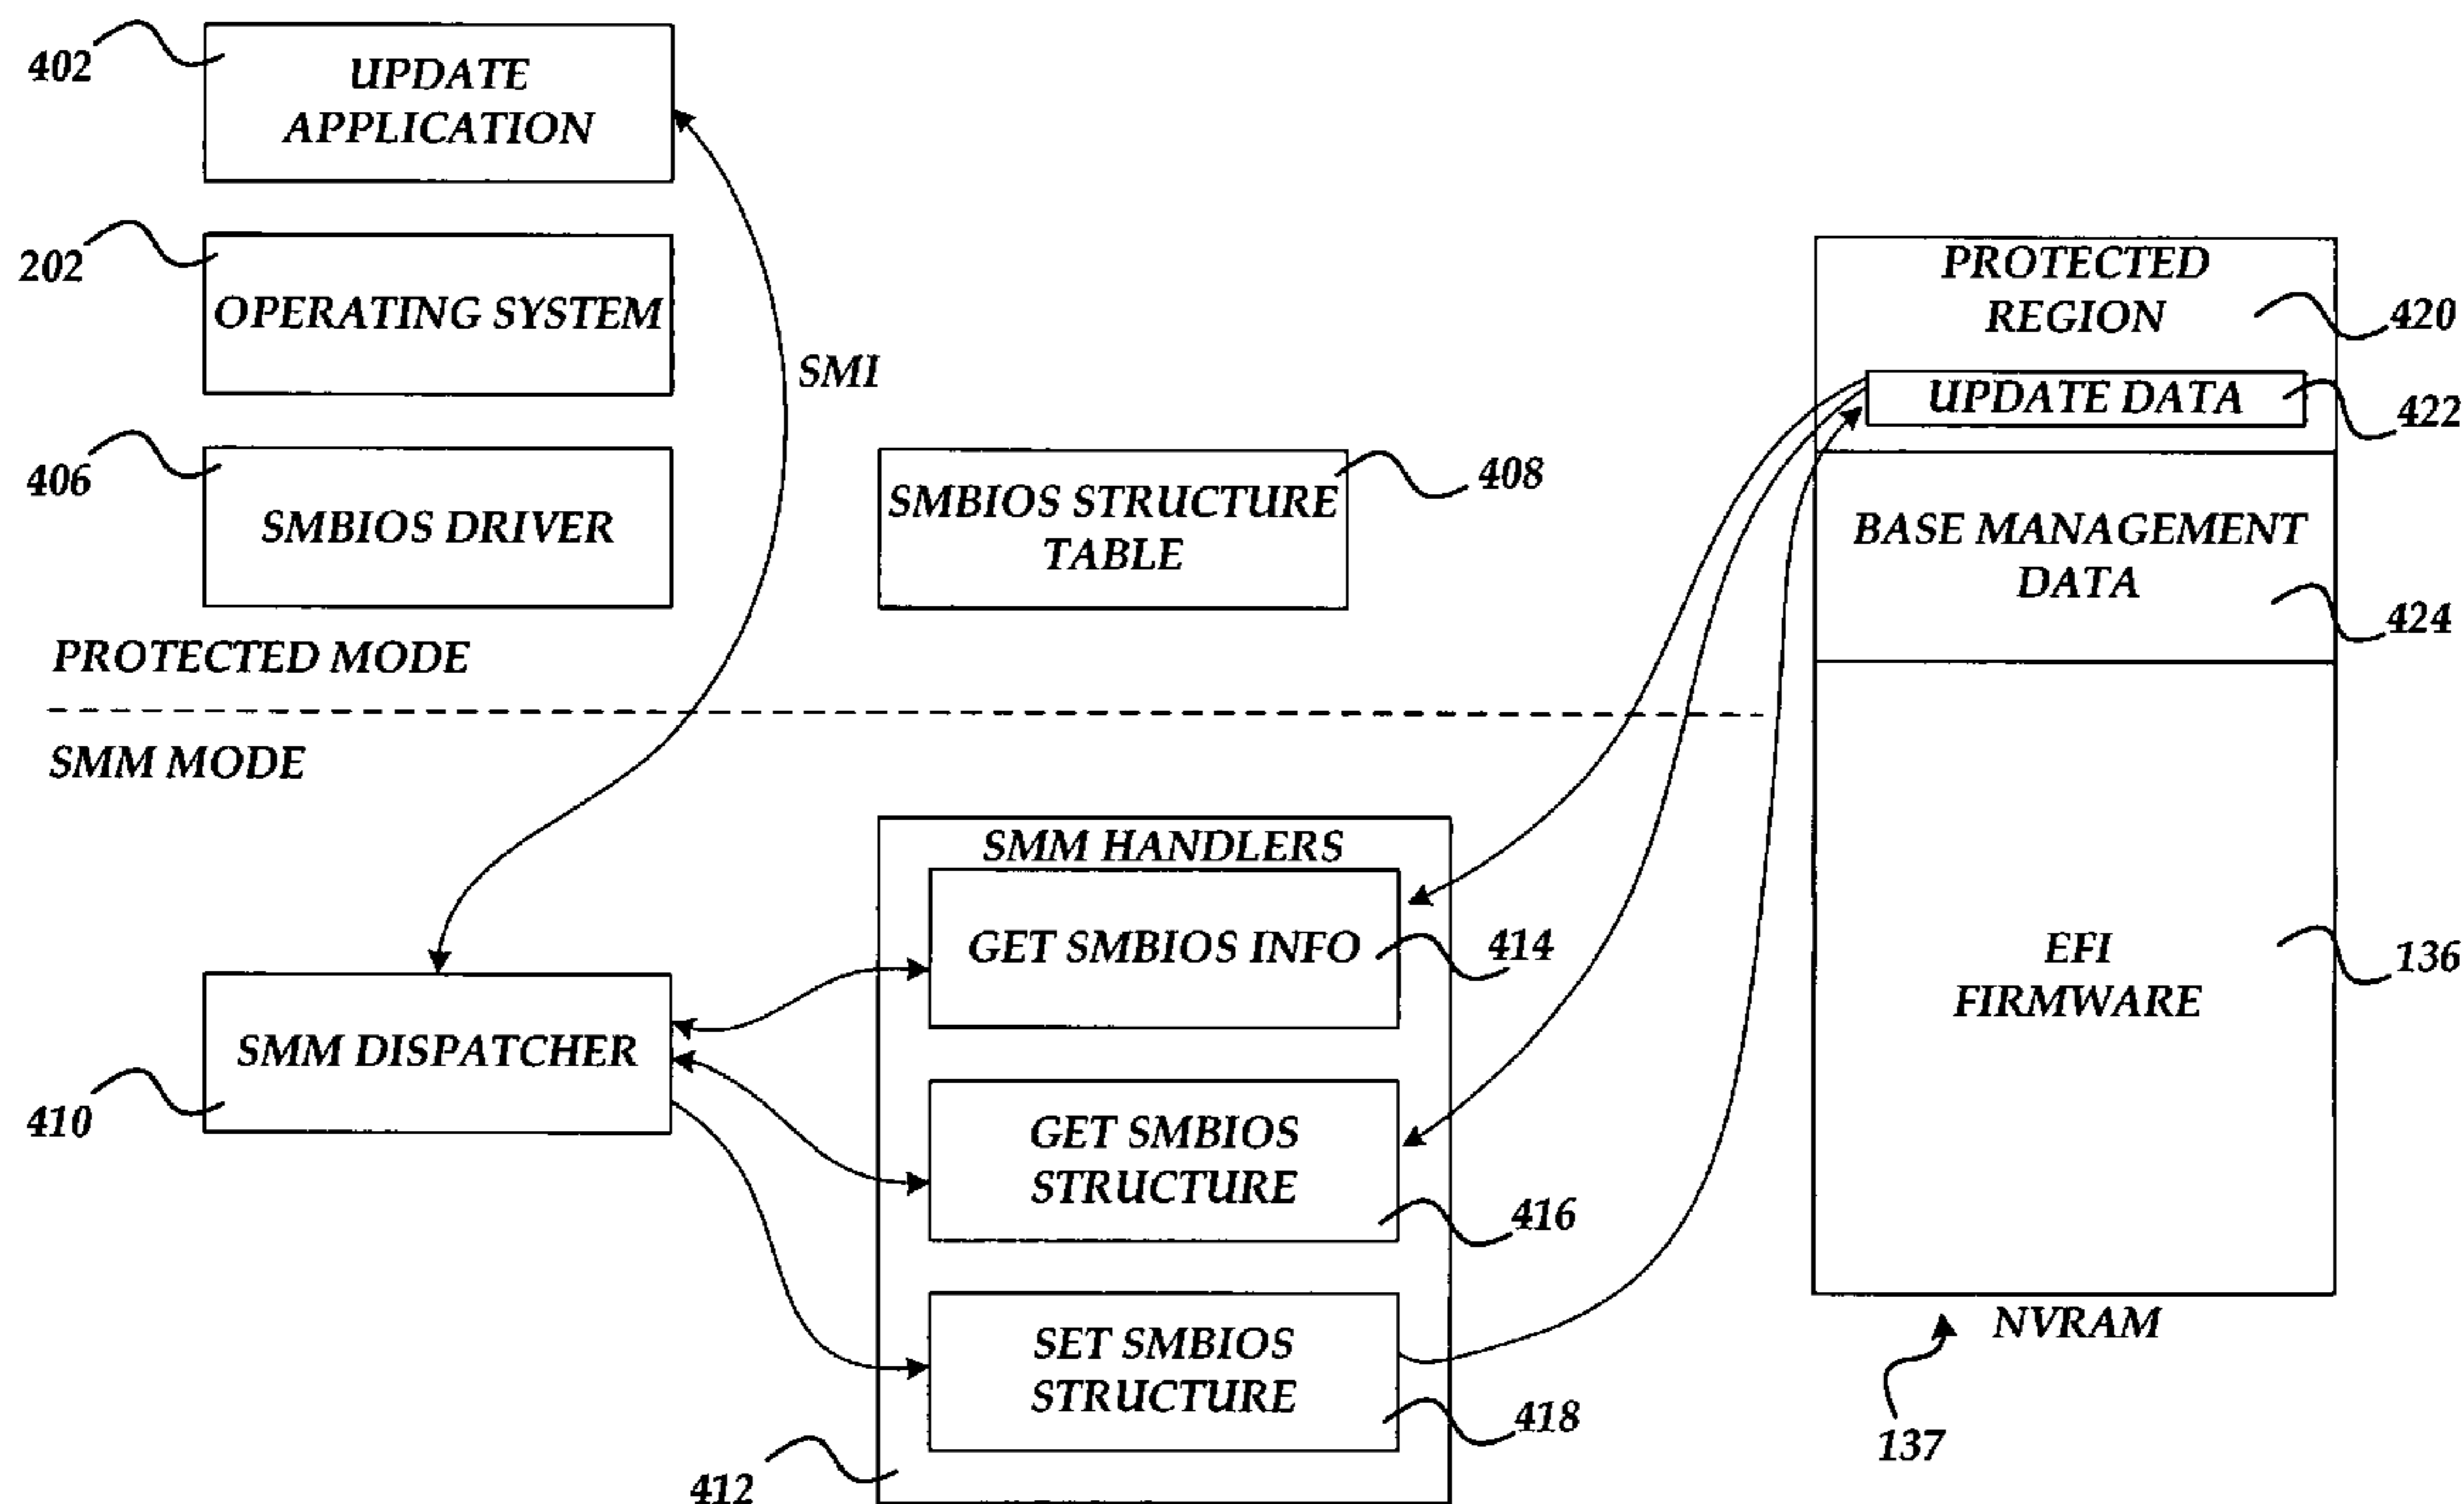 402
UPDATE
APPLICATION
202
OPERATING SYSTEM
SMI
406
SMBIOS DRIVER
SMBIOS STRUCTURE
TABLE
408
PROTECTED MODE
SMM MODE
410
SMM DISPATCHER
SMM HANDLERS
GET SMBIOS INFO
414
GET SMBIOS
STRUCTURE
416
SET SMBIOS
STRUCTURE
418
412
PROTECTED
REGION
420
UPDATE DATA
422
BASE MANAGEMENT
DATA
424
EFI
FIRMWARE
136
NVRAM
137